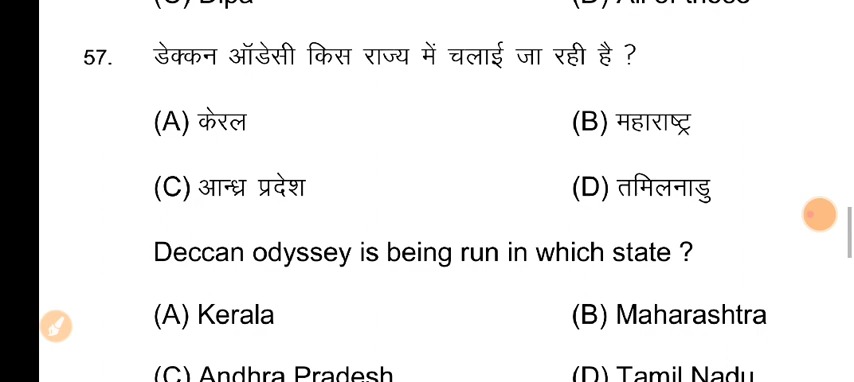 57. डेक्कन ऑडेसी किस राज्य में चलाई जा रही है ?
(A) केरल (B) महाराष्ट्र
(C) आन्ध्र प्रदेश (D) तमिलनाडु
Deccan odyssey is being run in which state ?
(A) Kerala (B) Maharashtra
(C) Andhra Pradesh (D) Tamil Nadu